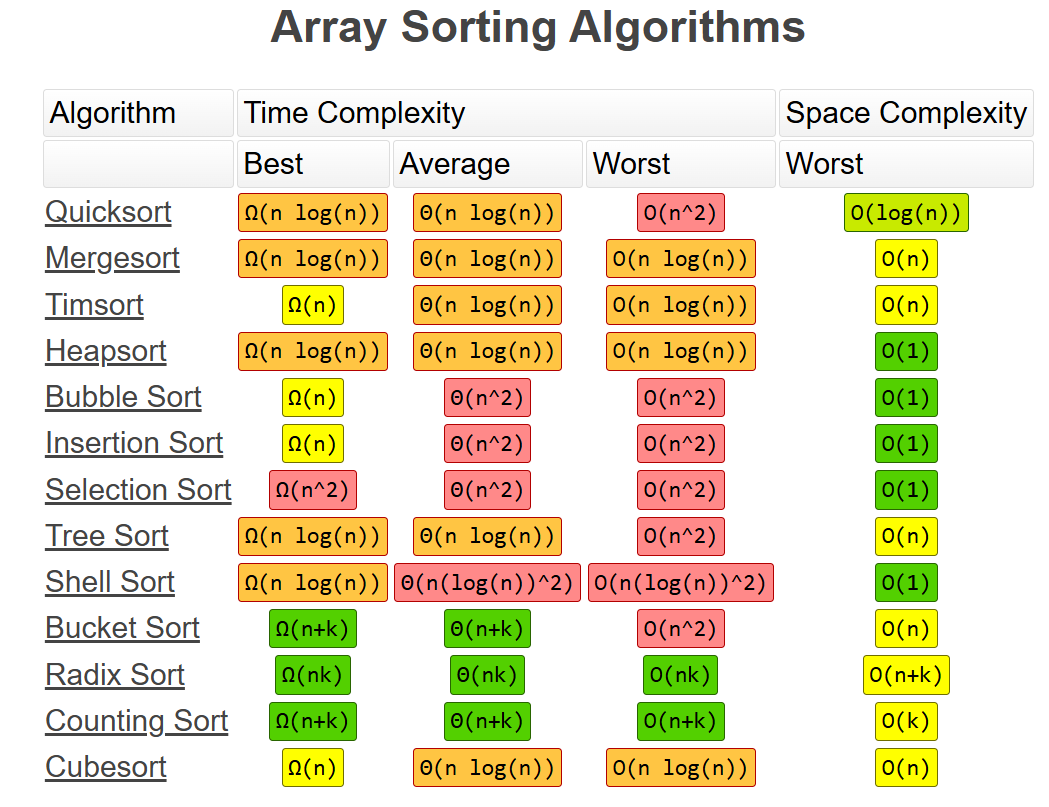 Array Sorting Algorithms
Algorithm Time Complexity Space Complexity
Best Average Worst Worst
Quicksort Ω(n log(n)) Θ(n log(n)) O(n^2) O(log(n))
Mergesort Ω(n log(n)) Θ(n log(n)) O(n log(n)) O(n)
Timsort Ω(n) Θ(n log(n)) O(n log(n)) O(n)
Heapsort Ω(n log(n)) Θ(n log(n)) O(n log(n)) O(1)
Bubble Sort Ω(n) Θ(n^2) O(n^2) O(1)
Insertion Sort Ω(n) Θ(n^2) O(n^2) O(1)
Selection Sort Ω(n^2) Θ(n^2) O(n^2) O(1)
Tree Sort Ω(n log(n)) Θ(n log(n)) O(n^2) O(n)
Shell Sort Ω(n log(n)) Θ(n(log(n))^2) O(n(log(n))^2) O(1)
Bucket Sort Ω(n+k) Θ(n+k) O(n^2) O(n)
Radix Sort Ω(nk) Θ(nk) O(nk) O(n+k)
Counting Sort Ω(n+k) Θ(n+k) O(n+k) O(k)
Cubesort Ω(n) Θ(n log(n)) O(n log(n)) O(n)